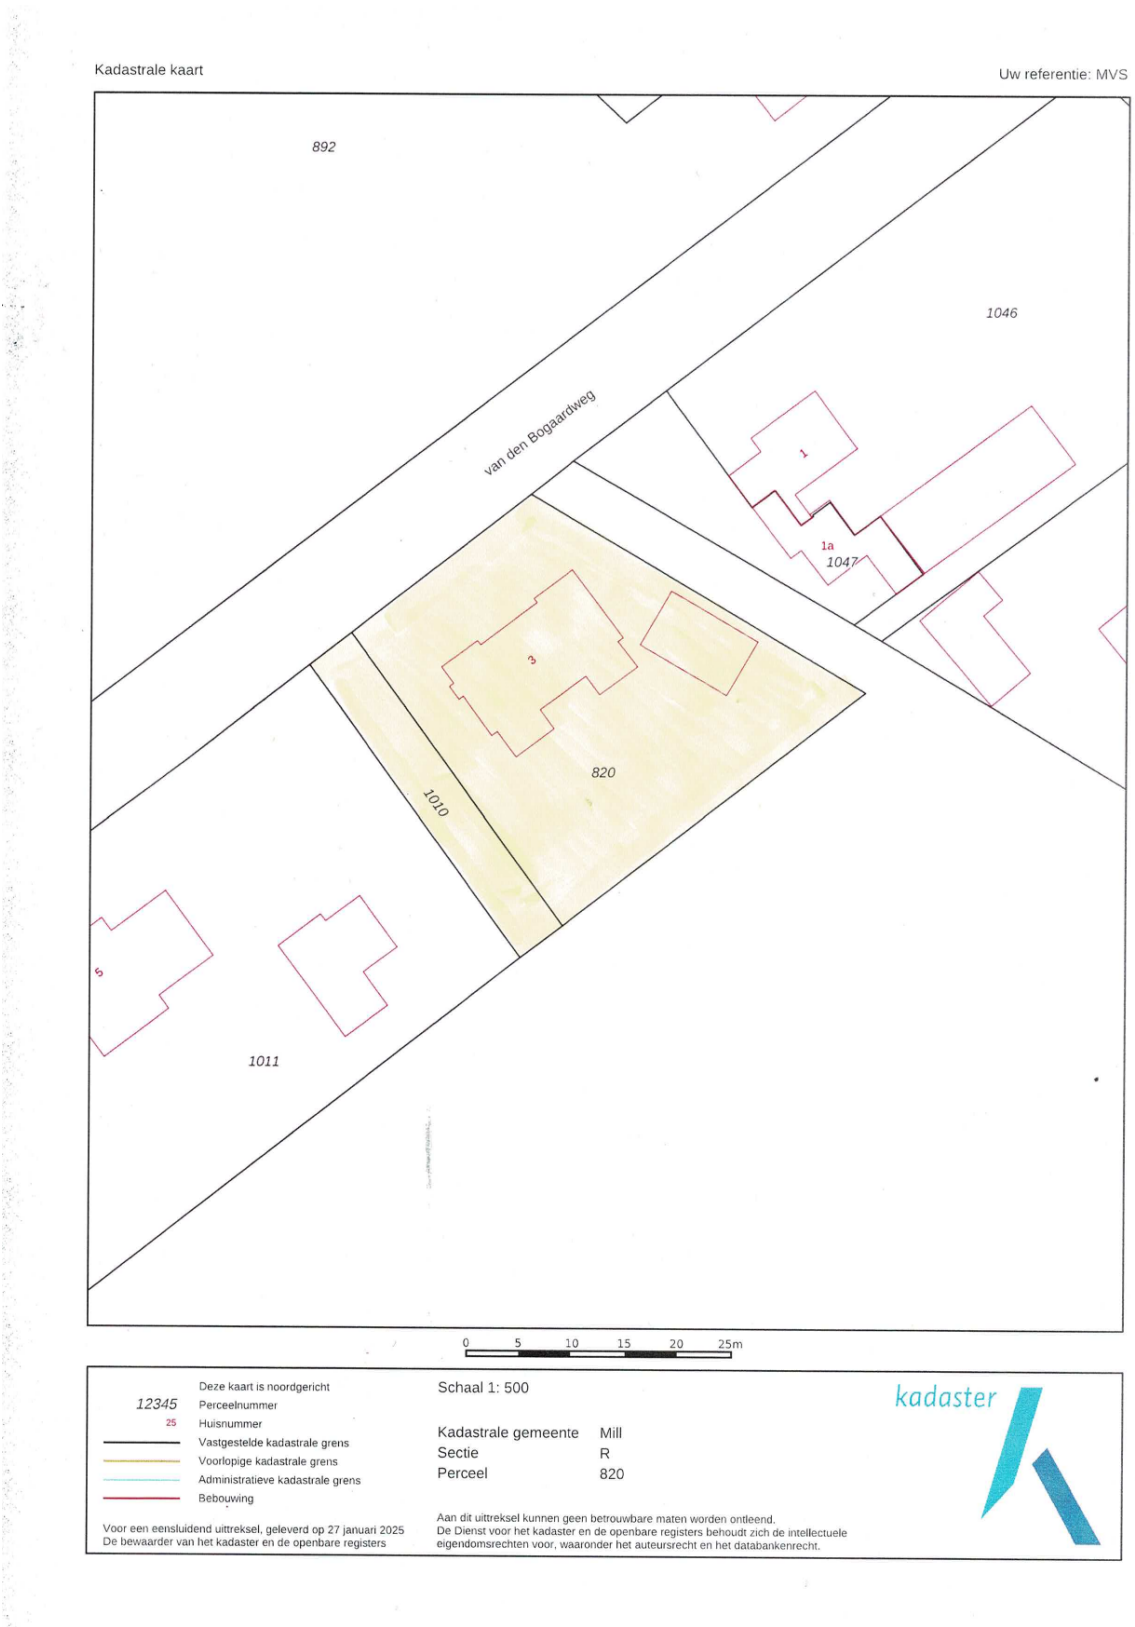 Kadastrale kaart
Uw referentie: MVS
892
1046
van den Bogaardweg
1
1a
1047
3
820
1010
5
1011
0 5 10 15 20 25m
Deze kaart is noordgericht
12345 Perceelnummer
25 Huisnummer
Vastgestelde kadastrale grens
Voorlopige kadastrale grens
Administratieve kadastrale grens
Bebouwing
Voor een eensluidend uittreksel, geleverd op 27 januari 2025
De bewaarder van het kadaster en de openbare registers
Schaal 1: 500
Kadastrale gemeente Mill
Sectie R
Perceel 820
Aan dit uittreksel kunnen geen betrouwbare maten worden ontleend.
De Dienst voor het kadaster en de openbare registers behoudt zich de intellectuele
eigendomsrechten voor, waaronder het auteursrecht en het databankenrecht.
kadaster